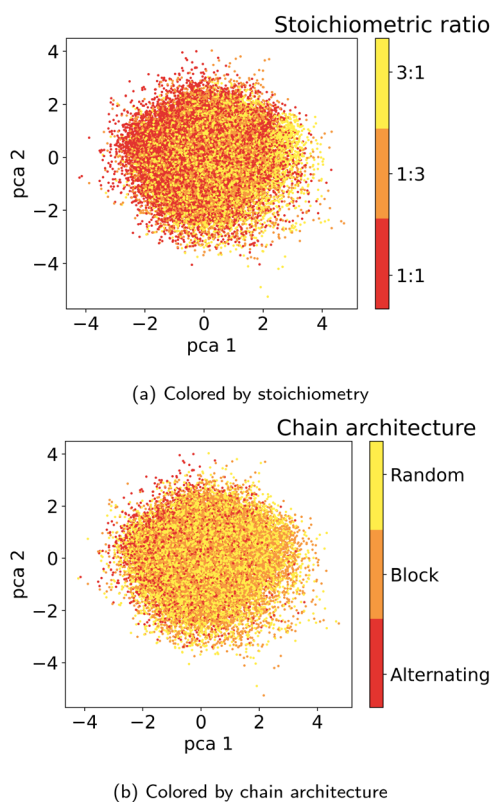 Stoichiometric ratio
4
2
0
−2
−4
pca 2
−4 −2 0 2 4
pca 1
3:1
1:3
1:1
(a) Colored by stoichiometry
Chain architecture
4
2
0
−2
−4
pca 2
−4 −2 0 2 4
pca 1
Random
Block
Alternating
(b) Colored by chain architecture